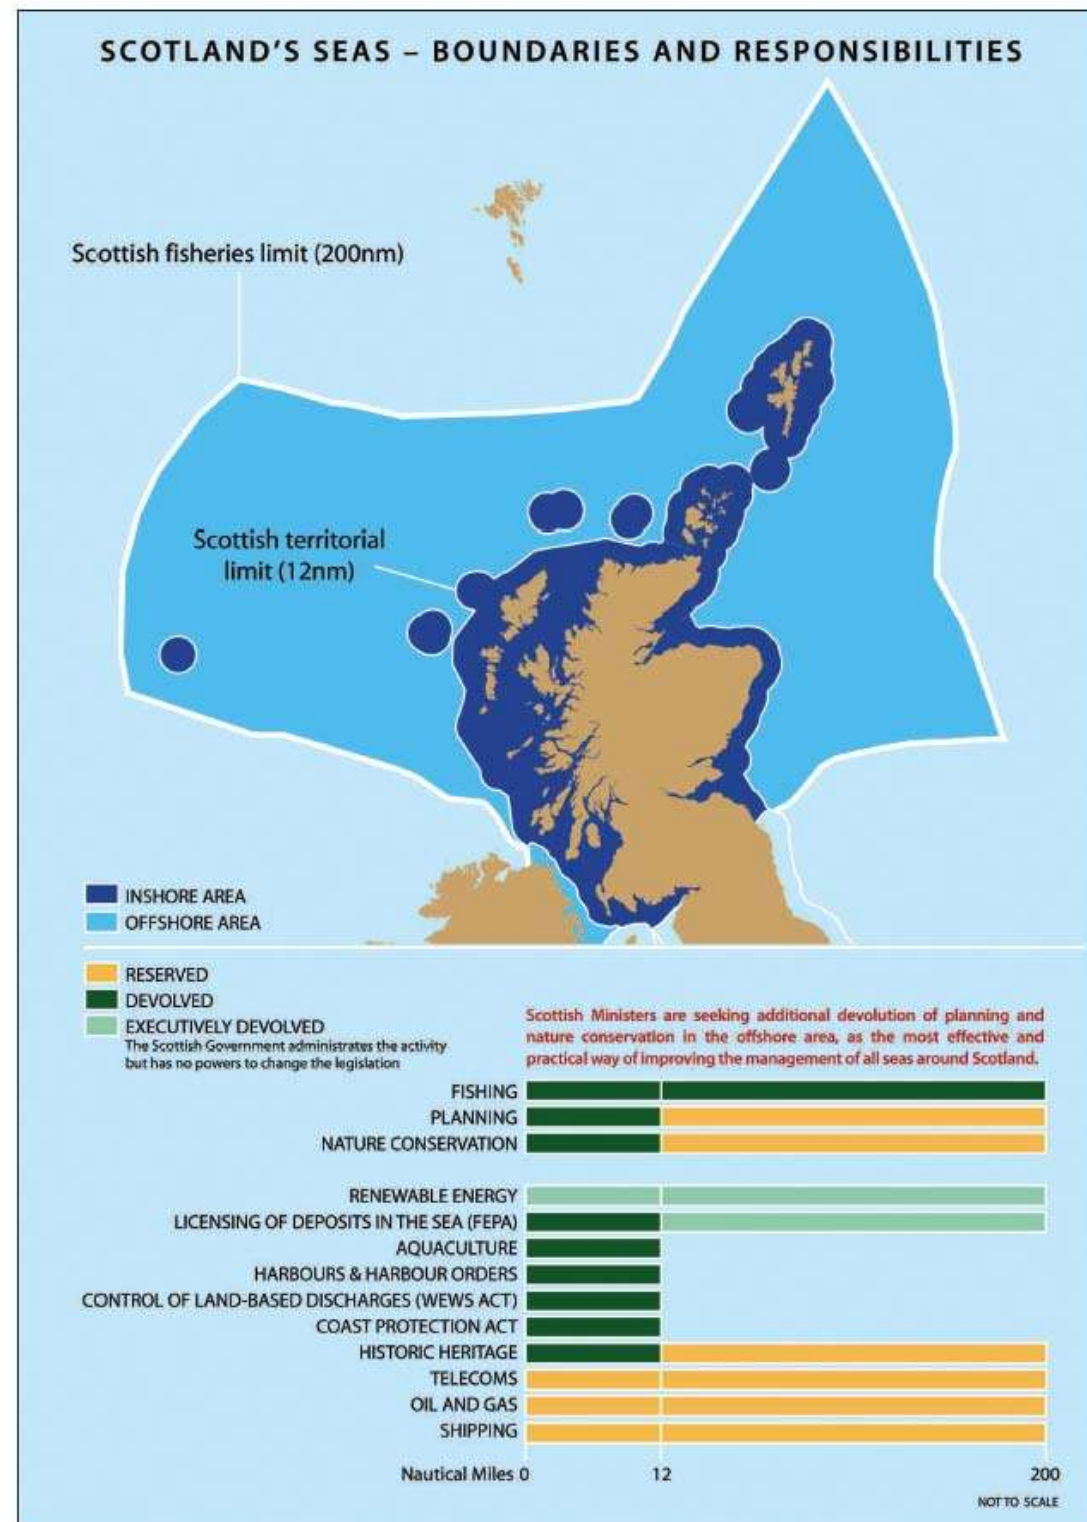 SCOTLAND'S SEAS – BOUNDARIES AND RESPONSIBILITIES
Scottish fisheries limit (200nm)
Scottish territorial
limit (12nm)
INSHORE AREA
OFFSHORE AREA
RESERVED
DEVOLVED
EXECUTIVELY DEVOLVED
The Scottish Government administrates the activity
but has no powers to change the legislation
Scottish Ministers are seeking additional devolution of planning and
nature conservation in the offshore area, as the most effective and
practical way of improving the management of all seas around Scotland.
FISHING
PLANNING
NATURE CONSERVATION
RENEWABLE ENERGY
LICENSING OF DEPOSITS IN THE SEA (FEPA)
AQUACULTURE
HARBOURS & HARBOUR ORDERS
CONTROL OF LAND-BASED DISCHARGES (WEWS ACT)
COAST PROTECTION ACT
HISTORIC HERITAGE
TELECOMS
OIL AND GAS
SHIPPING
Nautical Miles 0 12 200
NOT TO SCALE